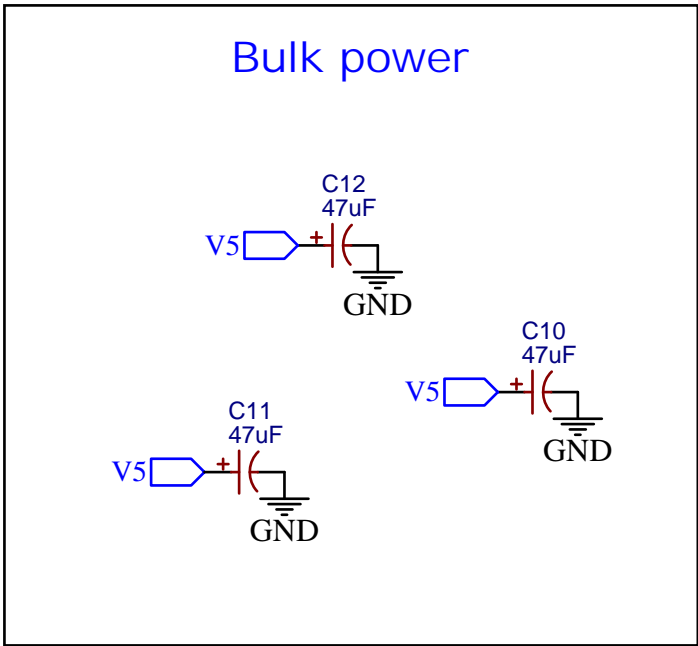 Bulk power
C12
47uF
V5
+
GND
C10
47uF
V5
+
GND
C11
47uF
V5
+
GND